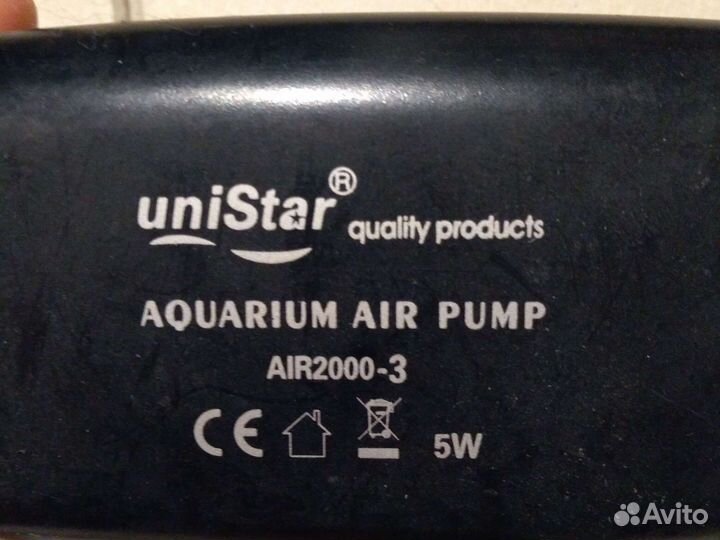 uniStar® quality products
AQUARIUM AIR PUMP
AIR2000-3
CE 5W
Avito